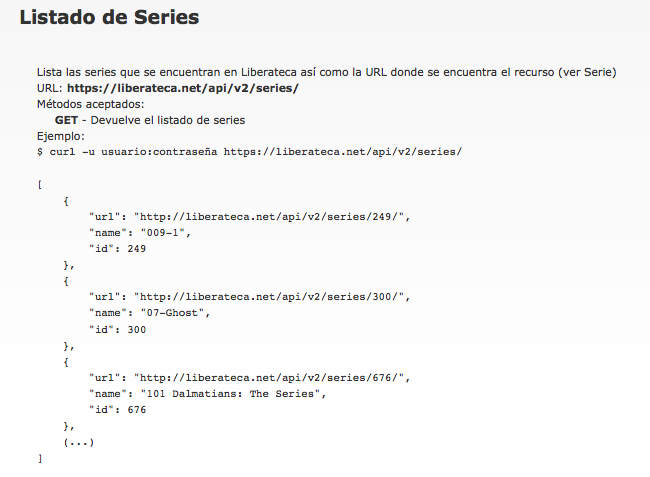 Listado de Series
Lista las series que se encuentran en Liberateca así como la URL donde se encuentra el recurso (ver Serie)
URL: https://liberateca.net/api/v2/series/
Métodos aceptados:
GET - Devuelve el listado de series
Ejemplo:
$ curl -u usuario:contraseña https://liberateca.net/api/v2/series/
[
{
"url": "http://liberateca.net/api/v2/series/249/",
"name": "009-1",
"id": 249
},
{
"url": "http://liberateca.net/api/v2/series/300/",
"name": "07-Ghost",
"id": 300
},
{
"url": "http://liberateca.net/api/v2/series/676/",
"name": "101 Dalmatians: The Series",
"id": 676
},
(...)
]